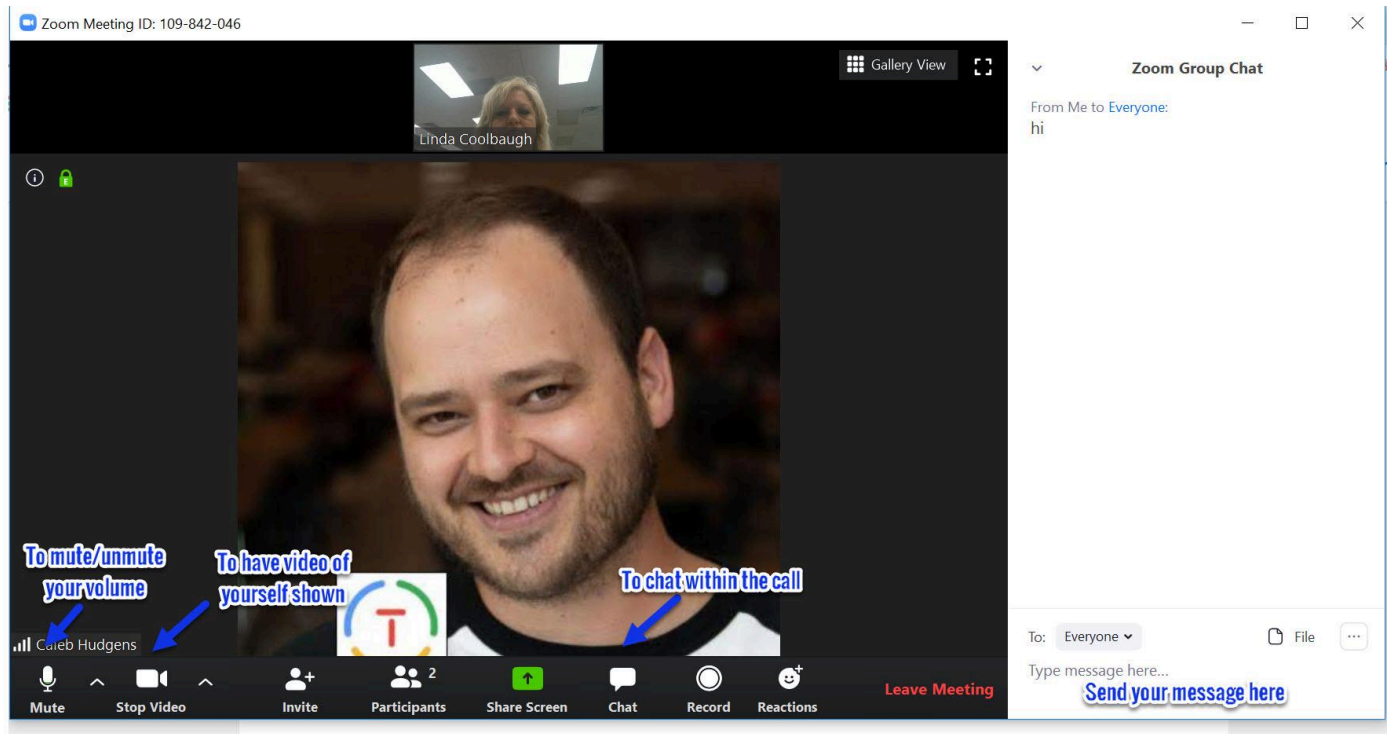 Zoom Meeting ID: 109-842-046
Gallery View
Linda Coolbaugh
Zoom Group Chat
From Me to Everyone:
hi
E
To mute/unmute
your volume
To have video of
yourself shown
To chat within the call
T
Caleb Hudgens
Mute
Stop Video
Invite
2
Participants
Share Screen
Chat
Record
Reactions
Leave Meeting
To: Everyone
File
Type message here...
Send your message here